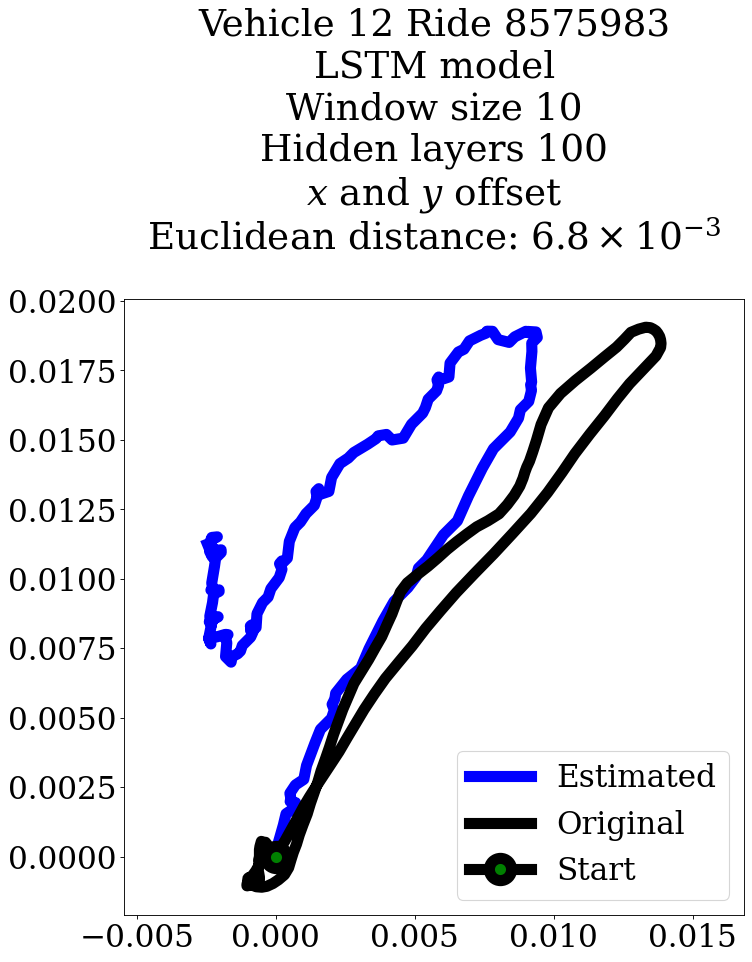 Vehicle 12 Ride 8575983
LSTM model
Window size 10
Hidden layers 100
x and y offset
Euclidean distance: 6.8 × 10⁻³
0.0200
0.0175
0.0150
0.0125
0.0100
0.0075
0.0050
0.0025
0.0000
Estimated
Original
Start
−0.005 0.000 0.005 0.010 0.015